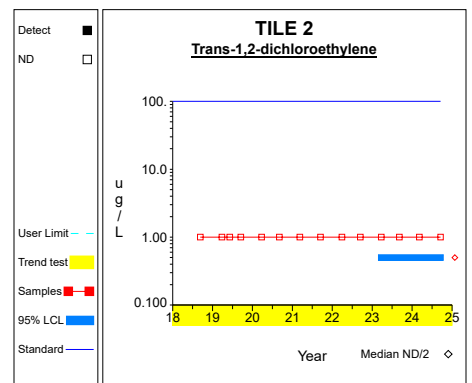 Detect
ND
User Limit
Trend test
Samples
95% LCL
Standard
TILE 2
Trans-1,2-dichloroethylene
ug/L
100.
10.0
1.00
0.100
18 19 20 21 22 23 24 25
Year
Median ND/2